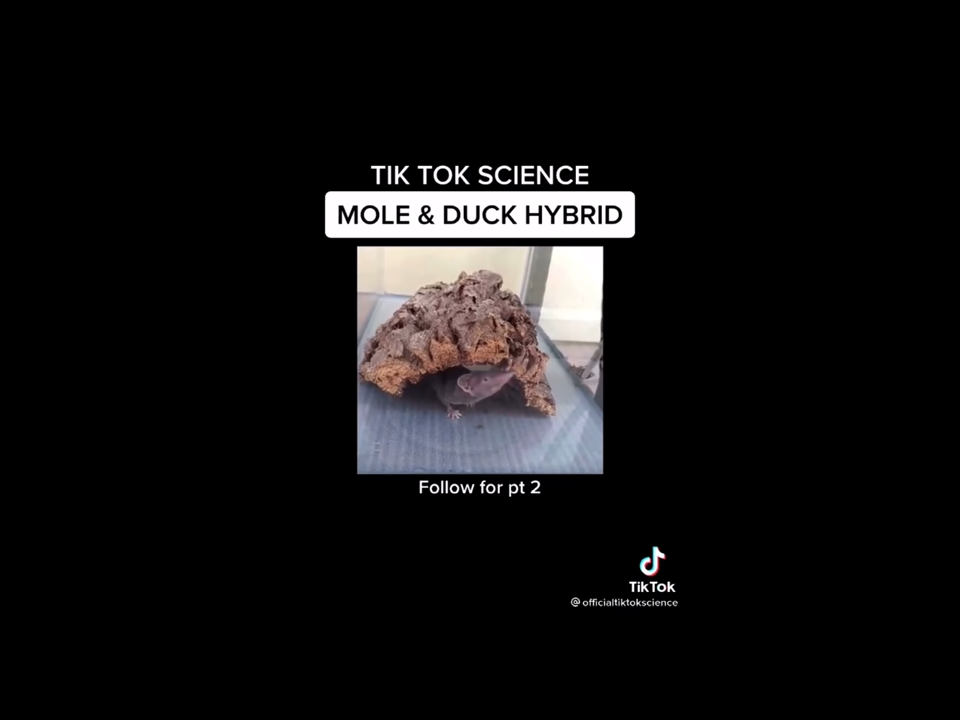 TIK TOK SCIENCE
MOLE & DUCK HYBRID
Follow for pt 2
TikTok
@officialtiktokscience